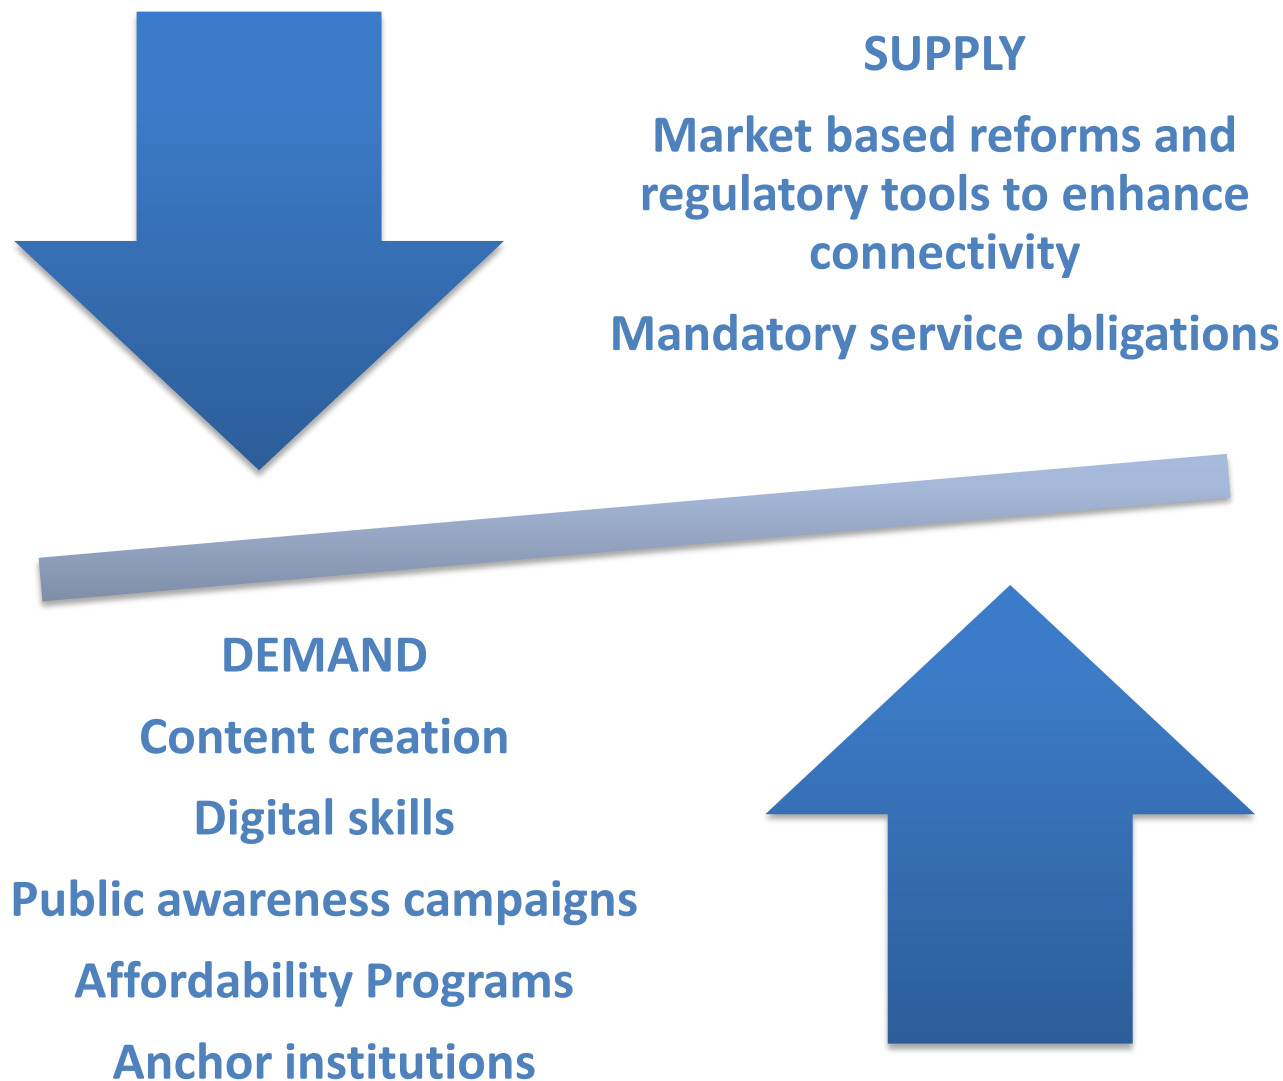 SUPPLY
Market based reforms and
regulatory tools to enhance
connectivity
Mandatory service obligations
DEMAND
Content creation
Digital skills
Public awareness campaigns
Affordability Programs
Anchor institutions